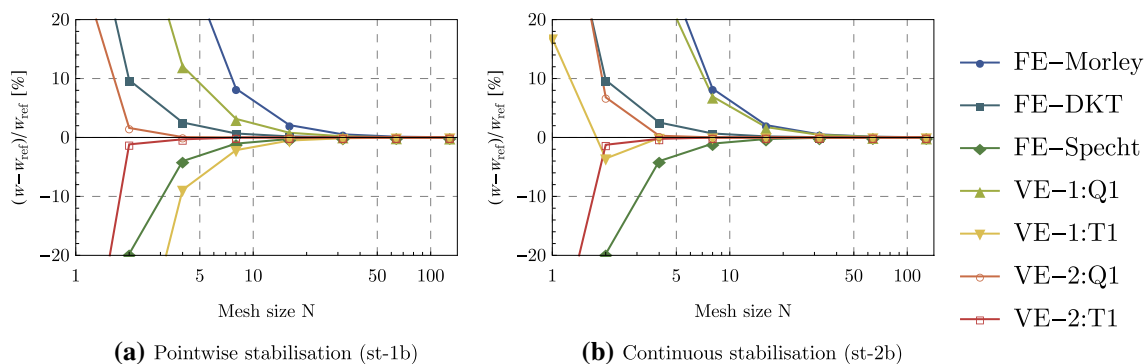 20
10
0
−10
−20
(w−w_ref)/w_ref [%]
1 5 10 50 100
Mesh size N
(a) Pointwise stabilisation (st-1b)
20
10
0
−10
−20
(w−w_ref)/w_ref [%]
1 5 10 50 100
Mesh size N
(b) Continuous stabilisation (st-2b)
FE−Morley
FE−DKT
FE−Specht
VE−1:Q1
VE−1:T1
VE−2:Q1
VE−2:T1